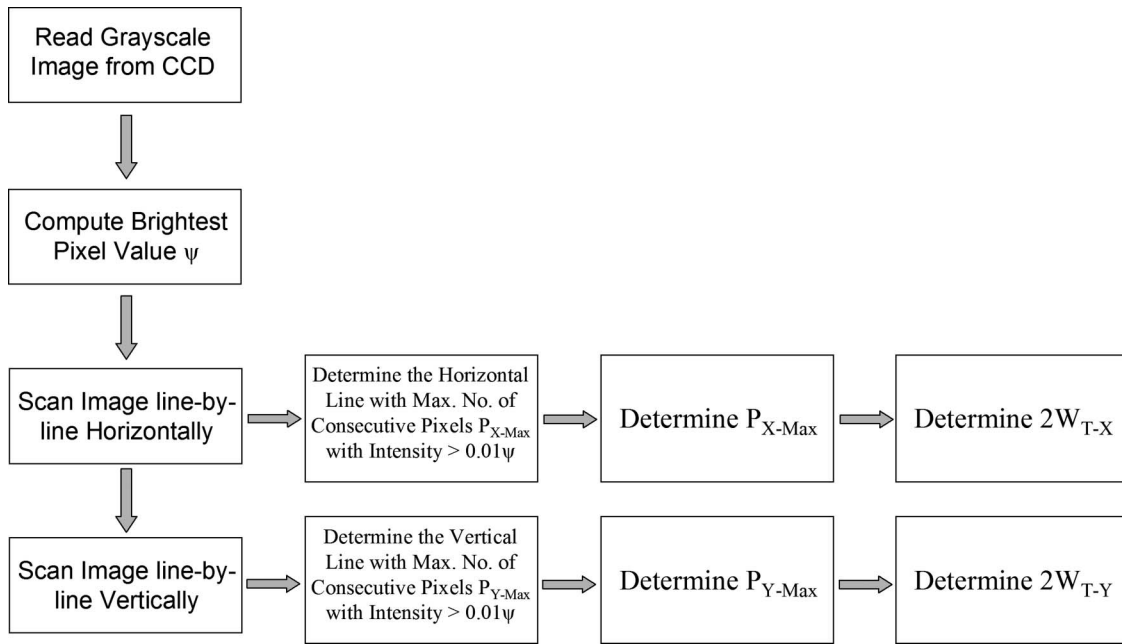 Read Grayscale
Image from CCD
Compute Brightest
Pixel Value ψ
Scan Image line-by-
line Horizontally
Determine the Horizontal
Line with Max. No. of
Consecutive Pixels P_X-Max
with Intensity > 0.01ψ
Determine P_X-Max
Determine 2W_T-X
Scan Image line-by-
line Vertically
Determine the Vertical
Line with Max. No. of
Consecutive Pixels P_Y-Max
with Intensity > 0.01ψ
Determine P_Y-Max
Determine 2W_T-Y